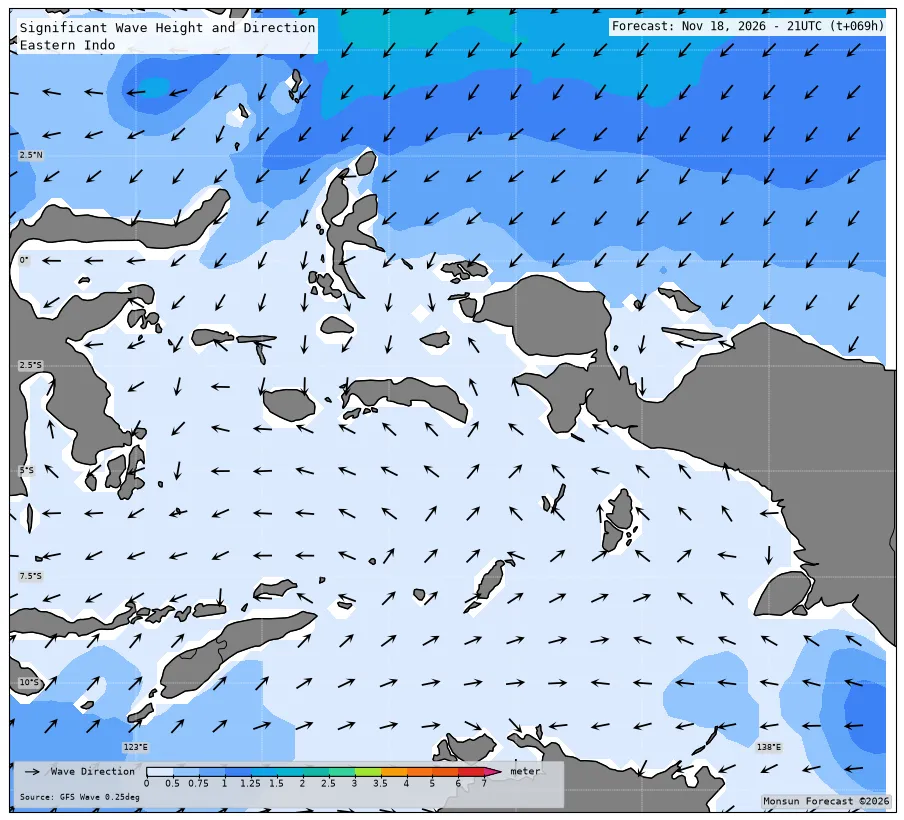 Significant Wave Height and Direction
Eastern Indo
Forecast: Nov 18, 2026 - 21UTC (t+069h)
2.5°N
0°
2.5°S
5°S
7.5°S
10°S
123°E
138°E
Wave Direction
0 0.5 0.75 1 1.25 1.5 2 2.5 3 3.5 4 5 6 7
meter
Source: GFS Wave 0.25deg
Monsun Forecast ©2026